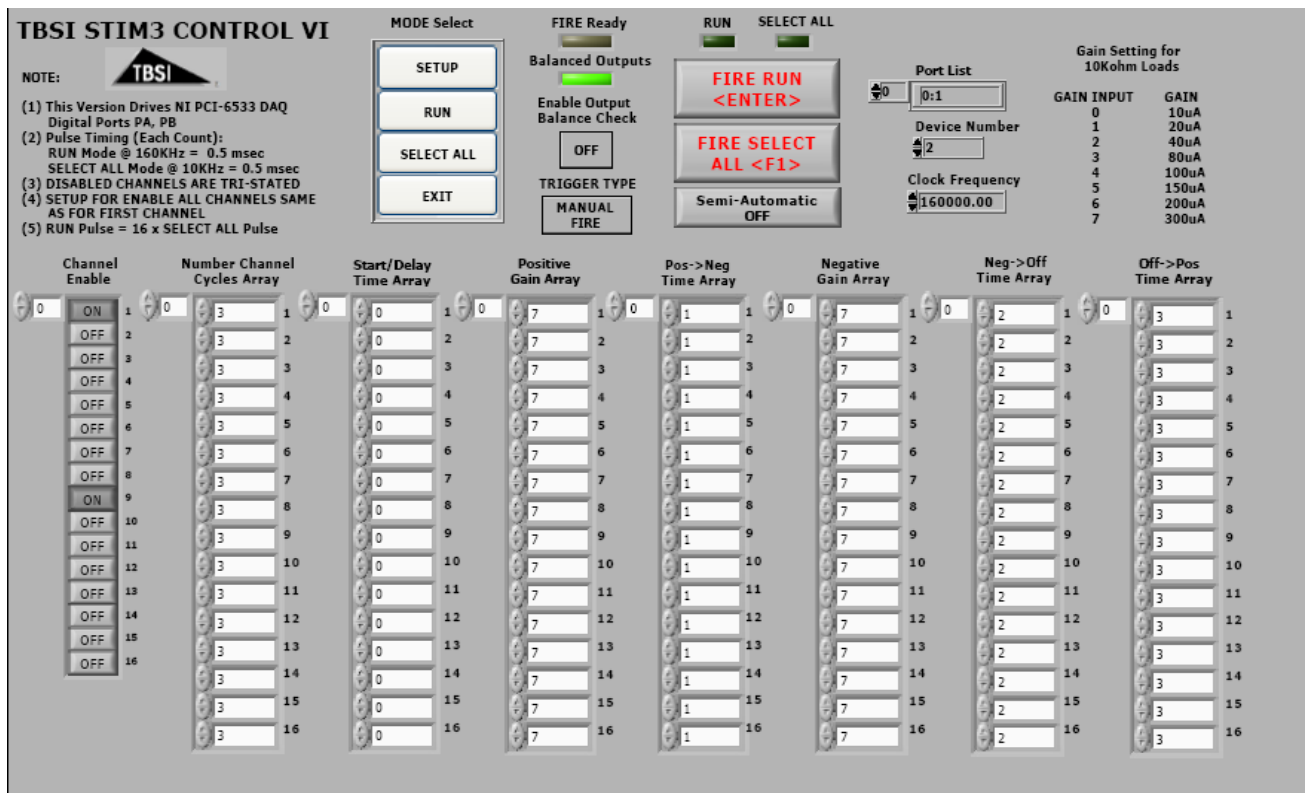 TBSI STIM3 CONTROL VI
TBSI
NOTE:
(1) This Version Drives NI PCI-6533 DAQ
Digital Ports PA, PB
(2) Pulse Timing (Each Count):
RUN Mode @ 160KHz = 0.5 msec
SELECT ALL Mode @ 10KHz = 0.5 msec
(3) DISABLED CHANNELS ARE TRI-STATED
(4) SETUP FOR ENABLE ALL CHANNELS SAME
AS FOR FIRST CHANNEL
(5) RUN Pulse = 16 x SELECT ALL Pulse
MODE Select
SETUP
RUN
SELECT ALL
EXIT
FIRE Ready
Balanced Outputs
Enable Output
Balance Check
OFF
TRIGGER TYPE
MANUAL
FIRE
RUN SELECT ALL
FIRE RUN
<ENTER>
FIRE SELECT
ALL <F1>
Semi-Automatic
OFF
Port List
0 0:1
Device Number
2
Clock Frequency
160000.00
Gain Setting for
10Kohm Loads
GAIN INPUT GAIN
0 10uA
1 20uA
2 40uA
3 80uA
4 100uA
5 150uA
6 200uA
7 300uA
Channel
Enable
Number Channel
Cycles Array
Start/Delay
Time Array
Positive
Gain Array
Pos->Neg
Time Array
Negative
Gain Array
Neg->Off
Time Array
Off->Pos
Time Array
0 ON 1 0 3 1 0 0 1 0 7 1 0 1 1 0 7 1 0 2 1 0 3 1
OFF 2 3 2 0 2 7 2 1 2 7 2 2 2 3 2
OFF 3 3 3 0 3 7 3 1 3 7 3 2 3 3 3
OFF 4 3 4 0 4 7 4 1 4 7 4 2 4 3 4
OFF 5 3 5 0 5 7 5 1 5 7 5 2 5 3 5
OFF 6 3 6 0 6 7 6 1 6 7 6 2 6 3 6
OFF 7 3 7 0 7 7 7 1 7 7 7 2 7 3 7
OFF 8 3 8 0 8 7 8 1 8 7 8 2 8 3 8
ON 9 3 9 0 9 7 9 1 9 7 9 2 9 3 9
OFF 10 3 10 0 10 7 10 1 10 7 10 2 10 3 10
OFF 11 3 11 0 11 7 11 1 11 7 11 2 11 3 11
OFF 12 3 12 0 12 7 12 1 12 7 12 2 12 3 12
OFF 13 3 13 0 13 7 13 1 13 7 13 2 13 3 13
OFF 14 3 14 0 14 7 14 1 14 7 14 2 14 3 14
OFF 15 3 15 0 15 7 15 1 15 7 15 2 15 3 15
OFF 16 3 16 0 16 7 16 1 16 7 16 2 16 3 16